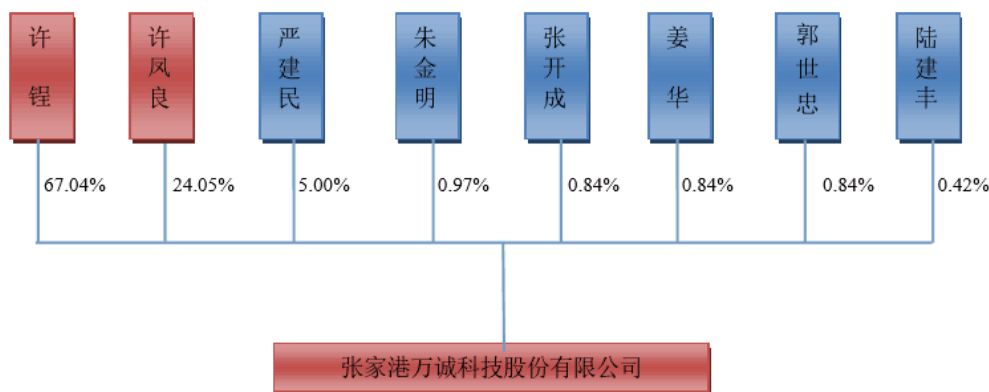 许锃
许凤良
严建民
朱金明
张开成
姜华
郭世忠
陆建丰
67.04%
24.05%
5.00%
0.97%
0.84%
0.84%
0.84%
0.42%
张家港万诚科技股份有限公司